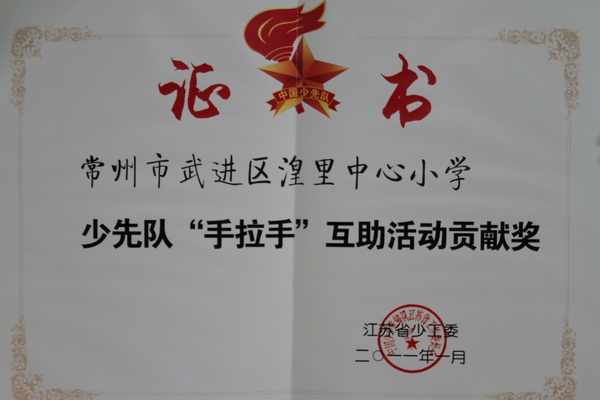 证书
中国少先队
常州市武进区湟里中心小学
少先队“手拉手”互助活动贡献奖
江苏省少工委
二〇一一年一月